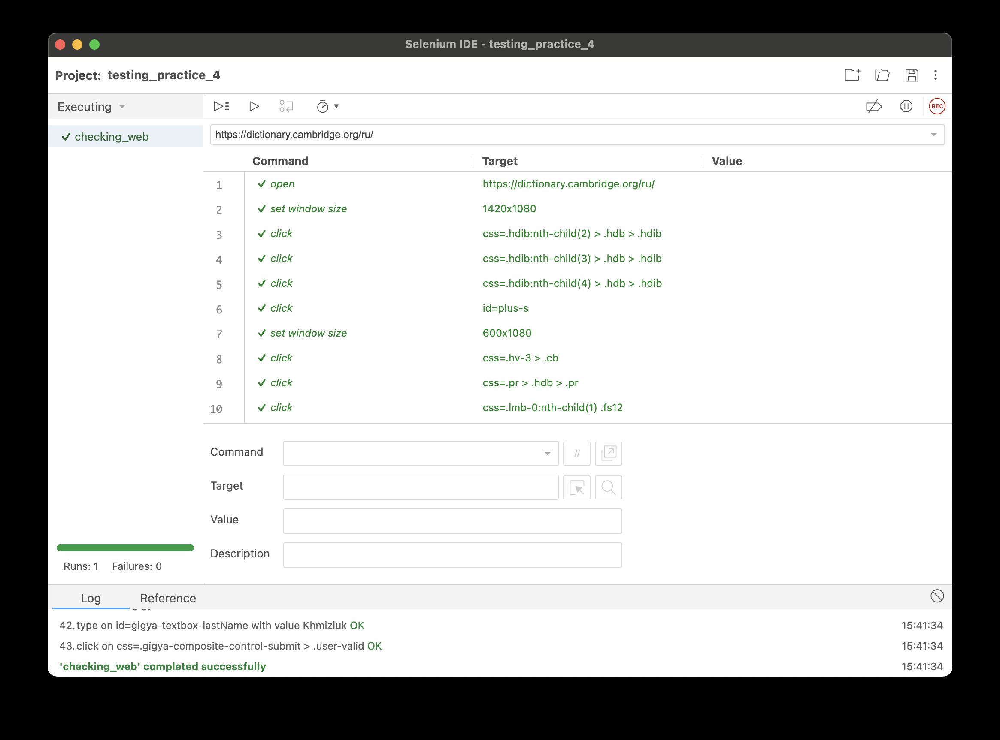 Selenium IDE - testing_practice_4
Project: testing_practice_4
Executing
REC
checking_web
https://dictionary.cambridge.org/ru/
Command Target Value
1 open https://dictionary.cambridge.org/ru/
2 set window size 1420x1080
3 click css=.hdib:nth-child(2) > .hdb > .hdib
4 click css=.hdib:nth-child(3) > .hdb > .hdib
5 click css=.hdib:nth-child(4) > .hdb > .hdib
6 click id=plus-s
7 set window size 600x1080
8 click css=.hv-3 > .cb
9 click css=.pr > .hdb > .pr
10 click css=.lmb-0:nth-child(1) .fs12
Command //
Target
Value
Description
Runs: 1 Failures: 0
Log Reference
42. type on id=gigya-textbox-lastName with value Khmiziuk OK 15:41:34
43. click on css=.gigya-composite-control-submit > .user-valid OK 15:41:34
'checking_web' completed successfully 15:41:34